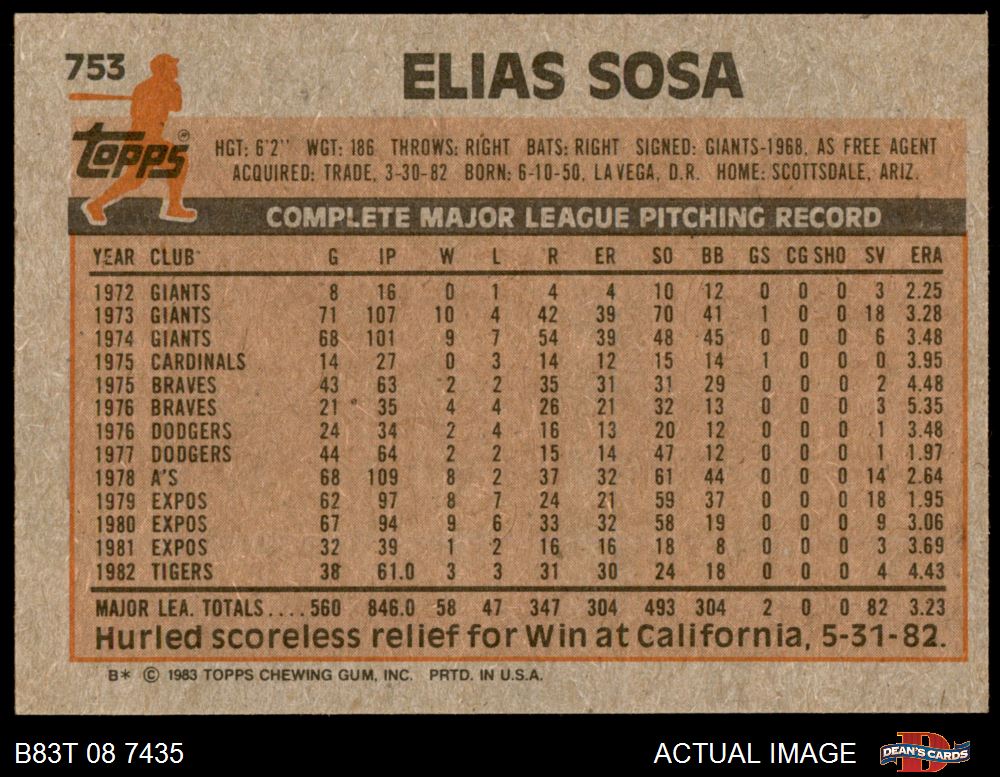 753
ELIAS SOSA
topps®
HGT: 6'2'' WGT: 186 THROWS: RIGHT BATS: RIGHT SIGNED: GIANTS-1968, AS FREE AGENT
ACQUIRED: TRADE, 3-30-82 BORN: 6-10-50, LA VEGA, D.R. HOME: SCOTTSDALE, ARIZ.
COMPLETE MAJOR LEAGUE PITCHING RECORD
YEAR CLUB G IP W L R ER SO BB GS CG SHO SV ERA
1972 GIANTS 8 16 0 1 4 4 10 12 0 0 0 3 2.25
1973 GIANTS 71 107 10 4 42 39 70 41 1 0 0 18 3.28
1974 GIANTS 68 101 9 7 54 39 48 45 0 0 0 6 3.48
1975 CARDINALS 14 27 0 3 14 12 15 14 1 0 0 0 3.95
1975 BRAVES 43 63 2 2 35 31 31 29 0 0 0 2 4.48
1976 BRAVES 21 35 4 4 26 21 32 13 0 0 0 3 5.35
1976 DODGERS 24 34 2 4 16 13 20 12 0 0 0 1 3.48
1977 DODGERS 44 64 2 2 15 14 47 12 0 0 0 1 1.97
1978 A'S 68 109 8 2 37 32 61 44 0 0 0 14 2.64
1979 EXPOS 62 97 8 7 24 21 59 37 0 0 0 18 1.95
1980 EXPOS 67 94 9 6 33 32 58 19 0 0 0 9 3.06
1981 EXPOS 32 39 1 2 16 16 18 8 0 0 0 3 3.69
1982 TIGERS 38 61.0 3 3 31 30 24 18 0 0 0 4 4.43
MAJOR LEA. TOTALS....560 846.0 58 47 347 304 493 304 2 0 0 82 3.23
Hurled scoreless relief for Win at California, 5-31-82.
B* © 1983 TOPPS CHEWING GUM, INC. PRTD. IN U.S.A.
B83T 08 7435
ACTUAL IMAGE
DEAN'S CARDS